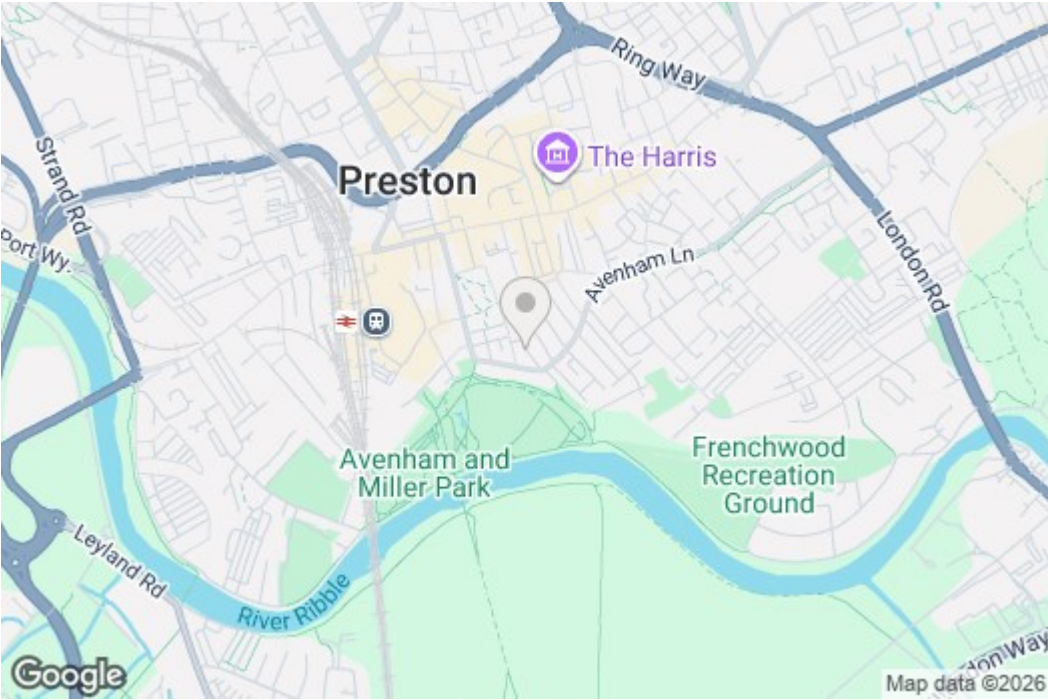 Ring Way
The Harris
Preston
Strand Rd
Port Wy.
Avenham Ln
London Rd
Avenham and
Miller Park
Frenchwood
Recreation
Ground
Leyland Rd
River Ribble
Way
Google
Map data ©2026